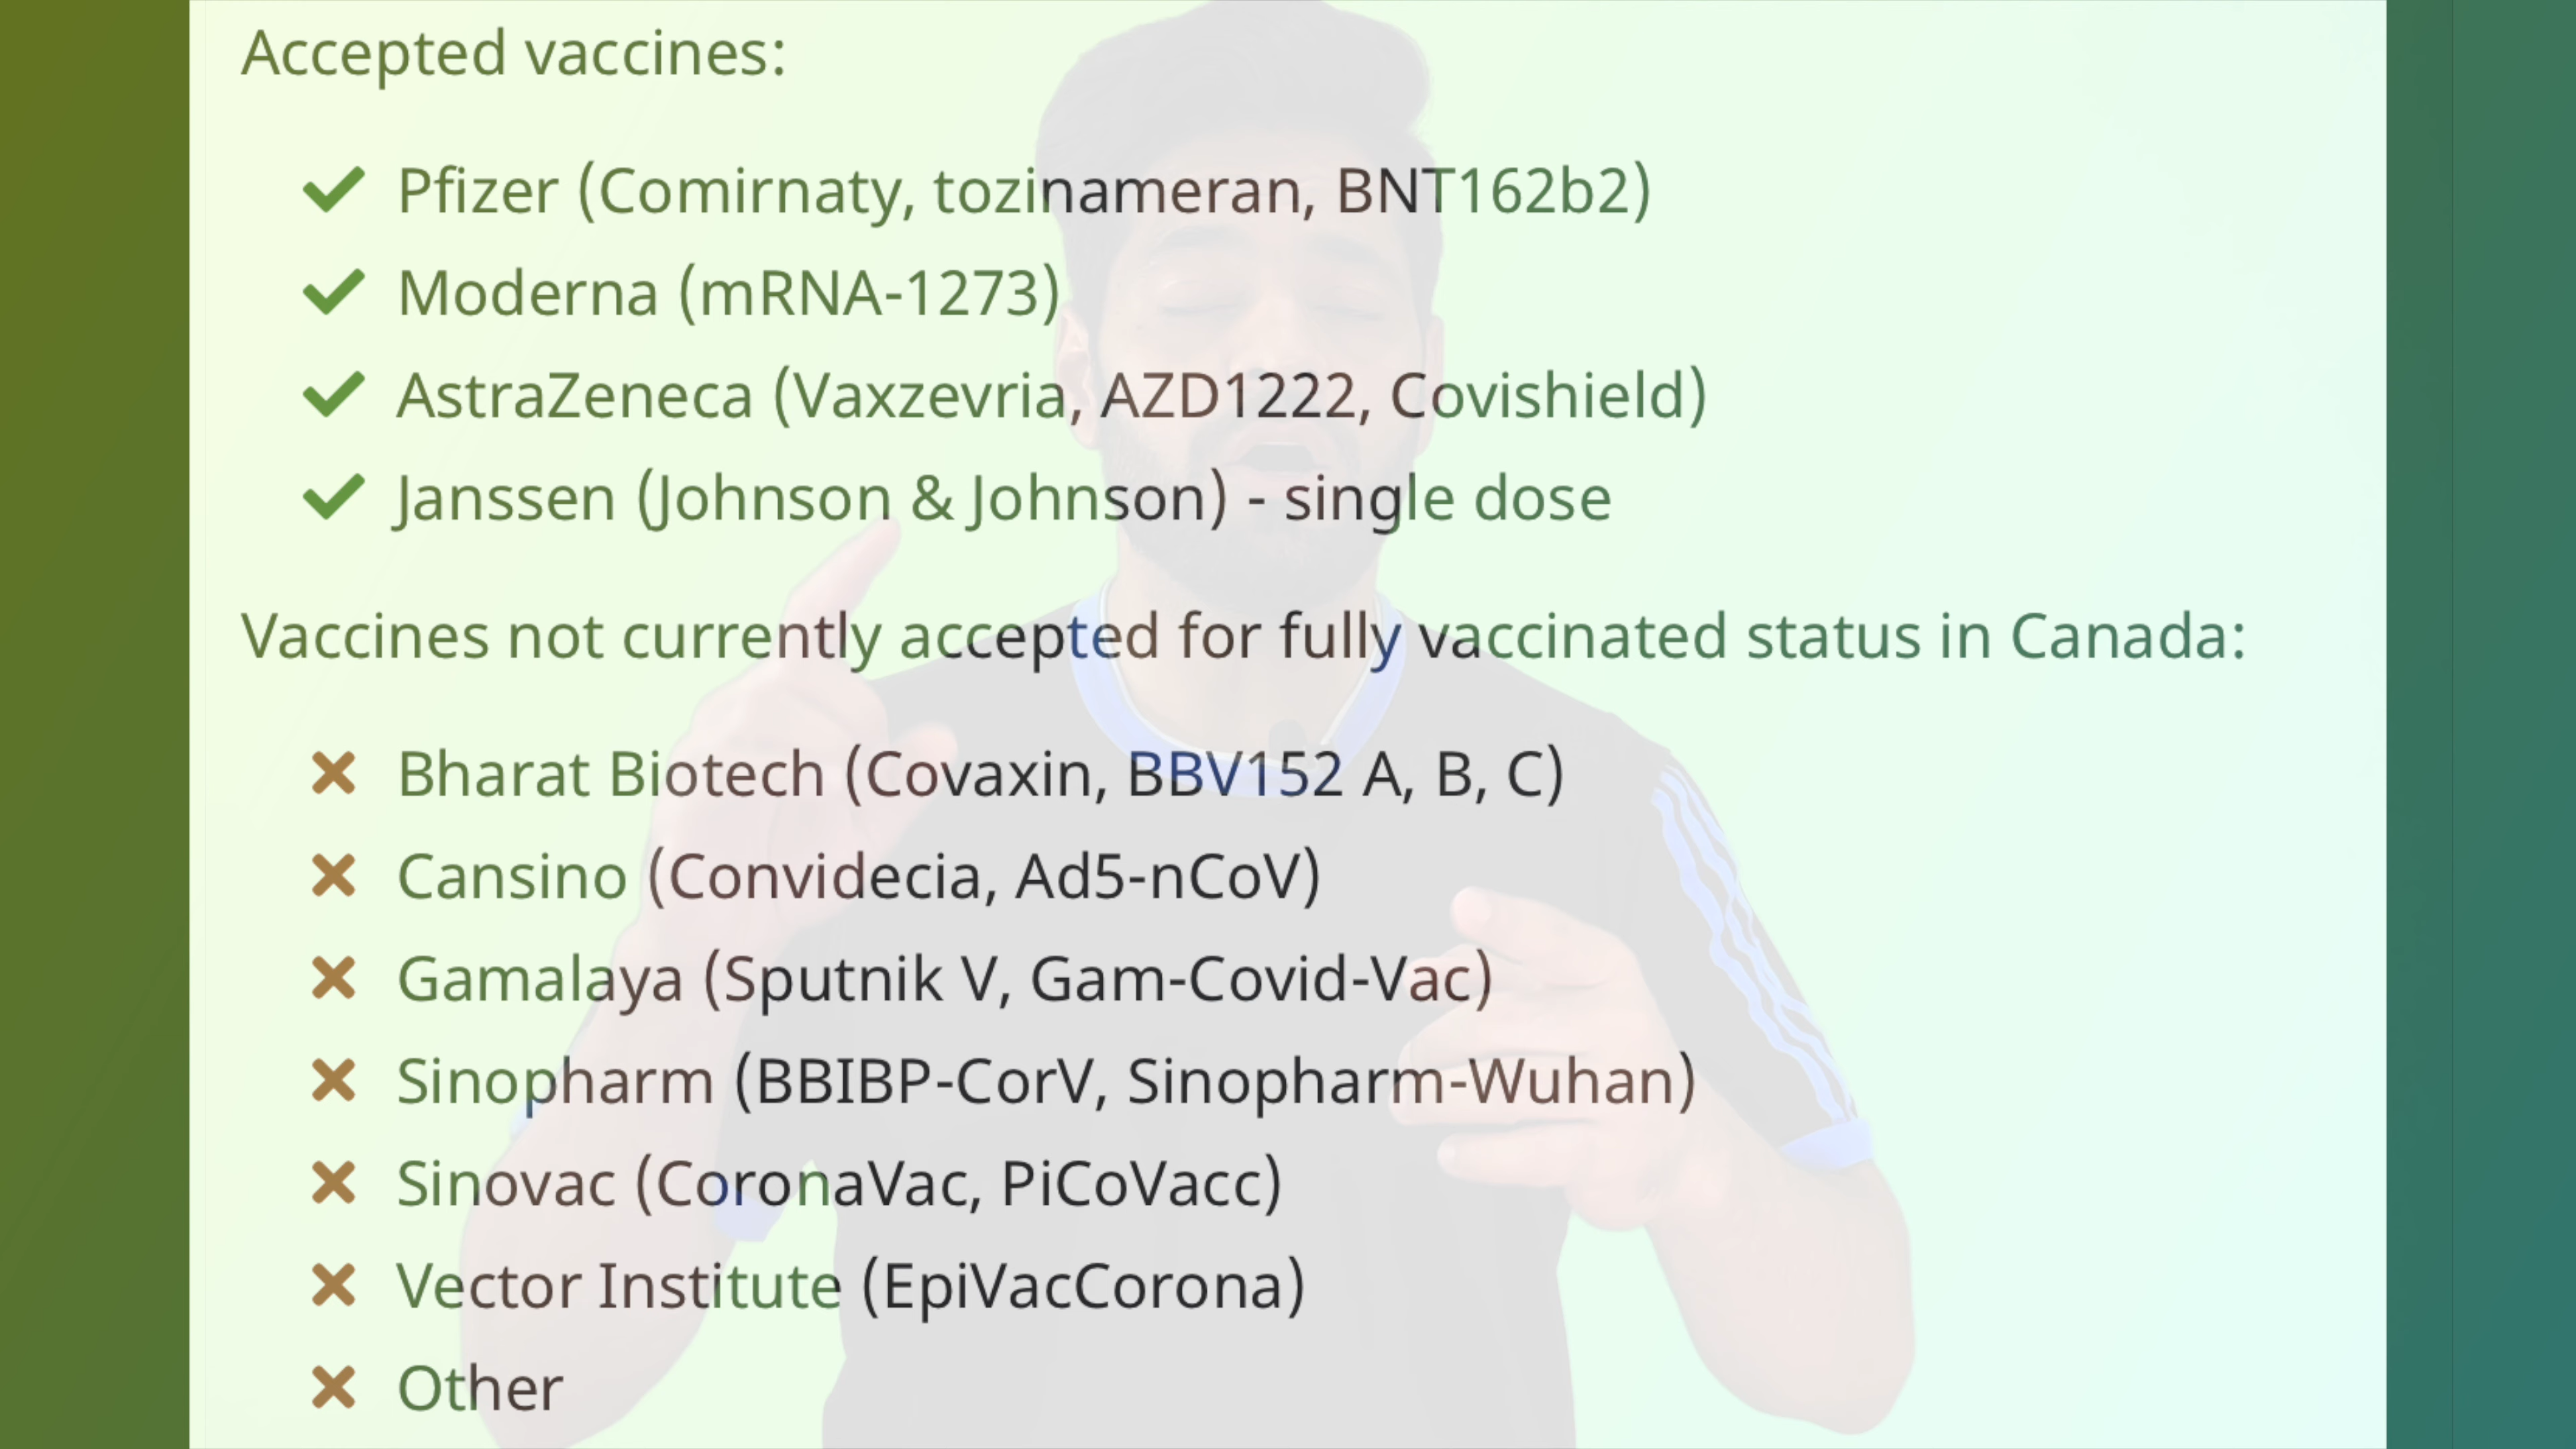 Accepted vaccines:
Pfizer (Comirnaty, tozinameran, BNT162b2)
Moderna (mRNA-1273)
AstraZeneca (Vaxzevria, AZD1222, Covishield)
Janssen (Johnson & Johnson) - single dose
Vaccines not currently accepted for fully vaccinated status in Canada:
Bharat Biotech (Covaxin, BBV152 A, B, C)
Cansino (Convidecia, Ad5-nCoV)
Gamalaya (Sputnik V, Gam-Covid-Vac)
Sinopharm (BBIBP-CorV, Sinopharm-Wuhan)
Sinovac (CoronaVac, PiCoVacc)
Vector Institute (EpiVacCorona)
Other